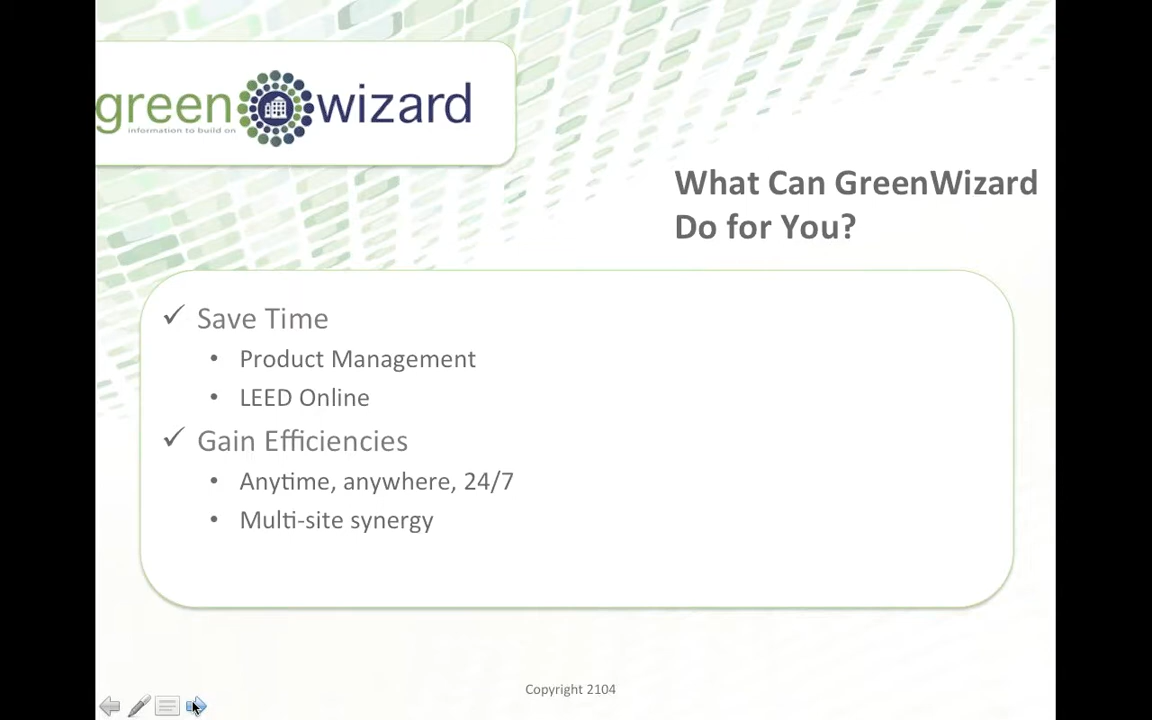 green wizard
information to build on
What Can GreenWizard
Do for You?
✓ Save Time
• Product Management
• LEED Online
✓ Gain Efficiencies
• Anytime, anywhere, 24/7
• Multi-site synergy
Copyright 2104